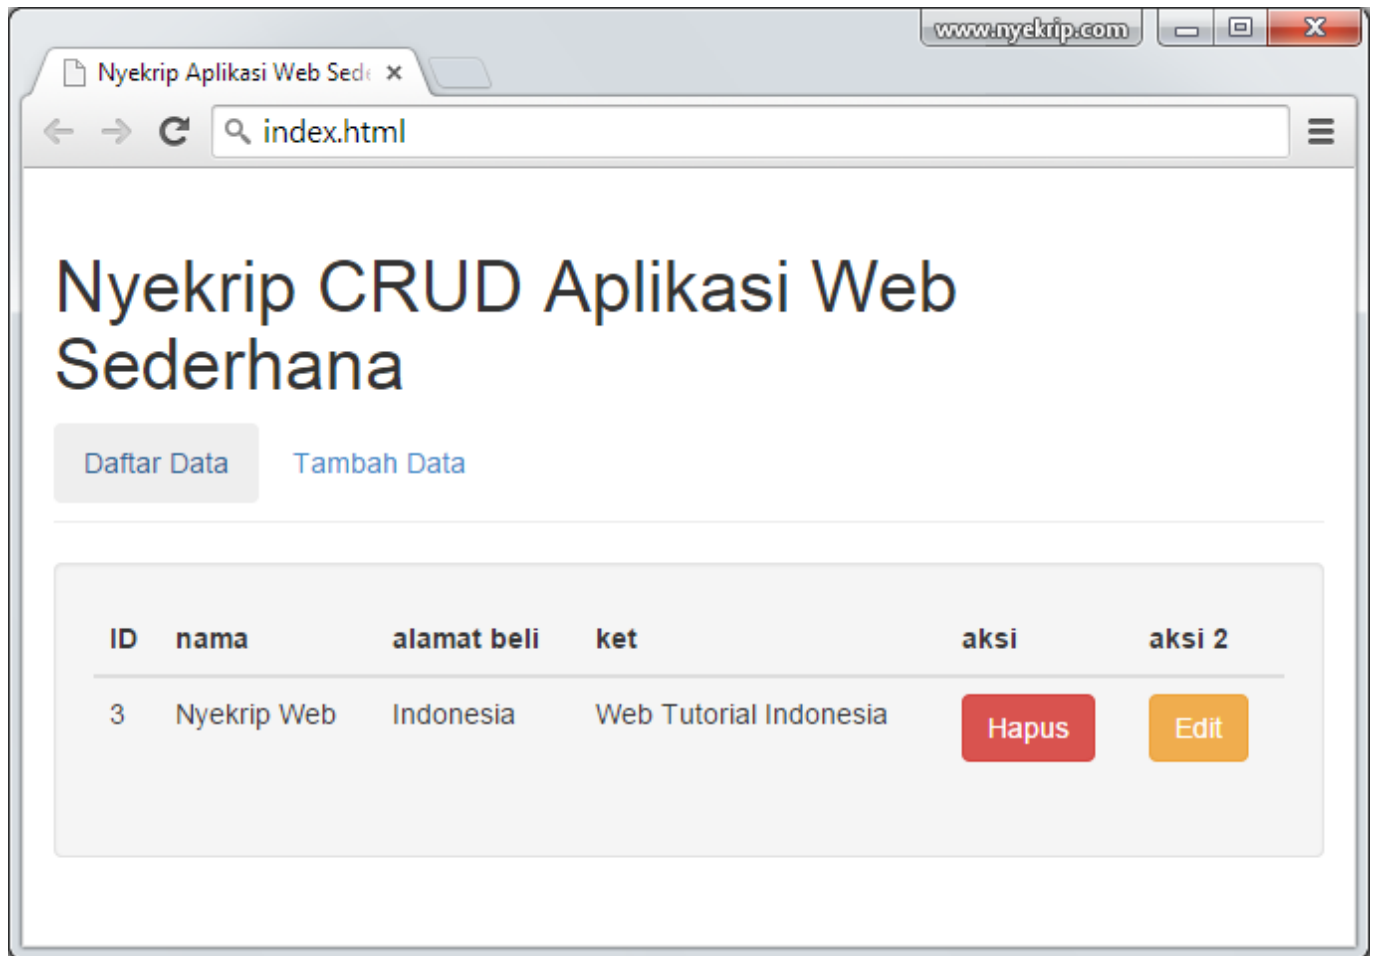 www.nyekrip.com
Nyekrip Aplikasi Web Sede
index.html
Nyekrip CRUD Aplikasi Web
Sederhana
Daftar Data Tambah Data
ID nama alamat beli ket aksi aksi 2
3 Nyekrip Web Indonesia Web Tutorial Indonesia Hapus Edit